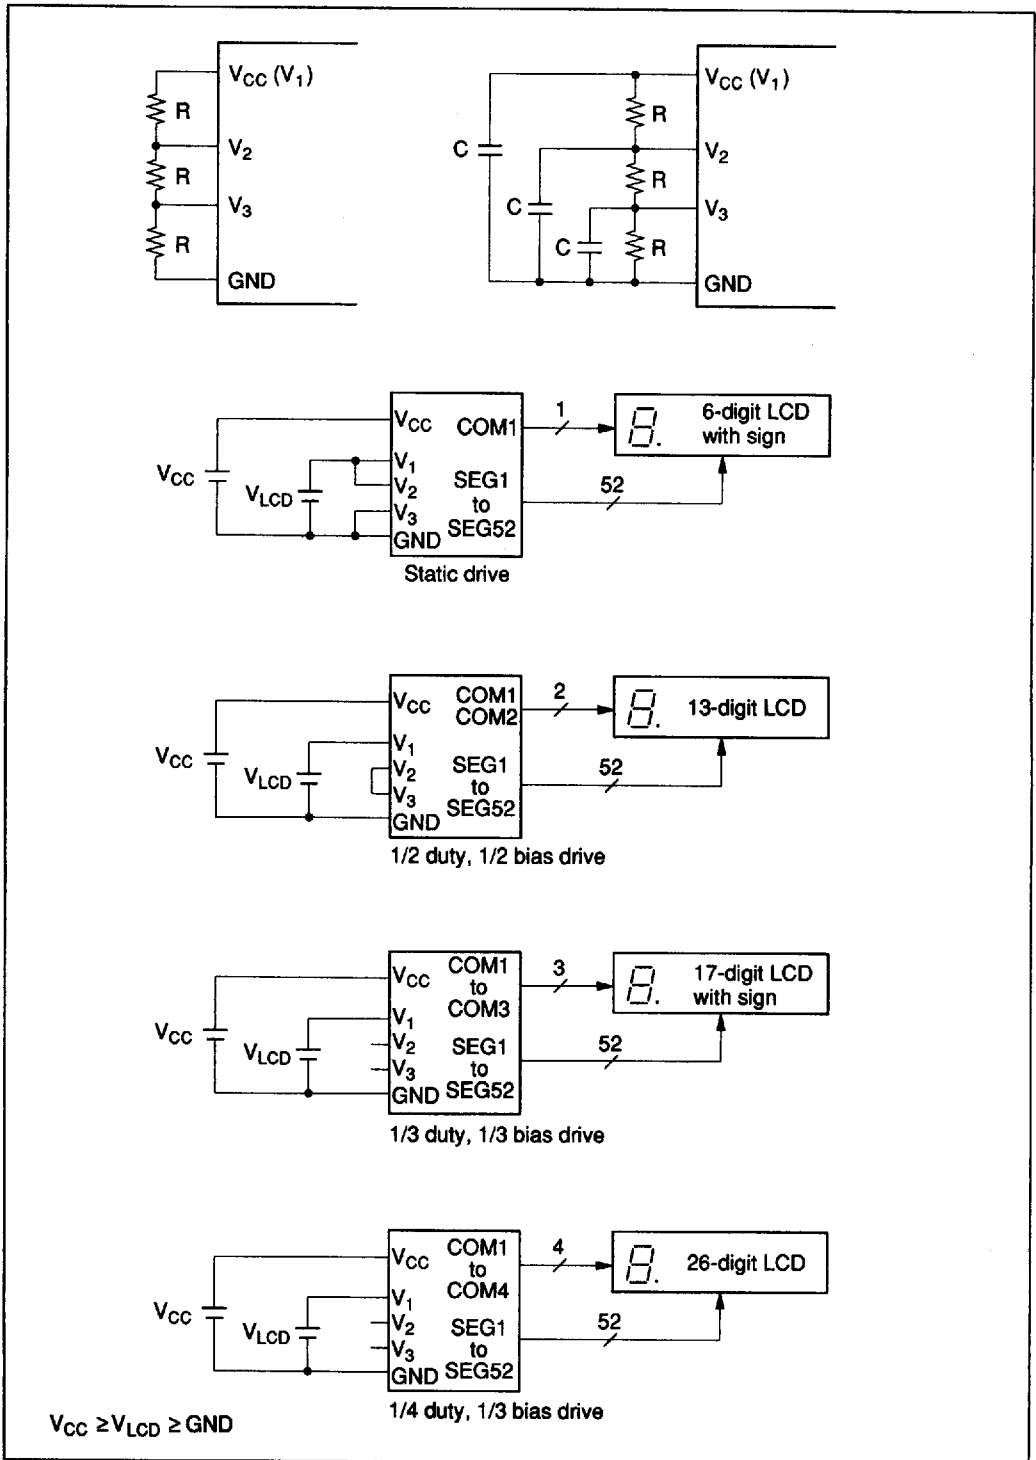 VCC (V1)
R
V2
R
V3
R
GND
VCC (V1)
R
C
V2
R
C
V3
C
R
GND
VCC
COM1
1
6-digit LCD
with sign
8.
VCC
VLCD
V1
V2
V3
GND
SEG1
to
SEG52
52
Static drive
VCC
COM1
COM2
2
8.
13-digit LCD
VCC
VLCD
V1
V2
V3
GND
SEG1
to
SEG52
52
1/2 duty, 1/2 bias drive
VCC
COM1
to
COM3
3
8.
17-digit LCD
with sign
VCC
VLCD
V1
V2
V3
GND
SEG1
to
SEG52
52
1/3 duty, 1/3 bias drive
VCC
COM1
to
COM4
4
8.
26-digit LCD
VCC
VLCD
V1
V2
V3
GND
SEG1
to
SEG52
52
1/4 duty, 1/3 bias drive
VCC ≥ VLCD ≥ GND